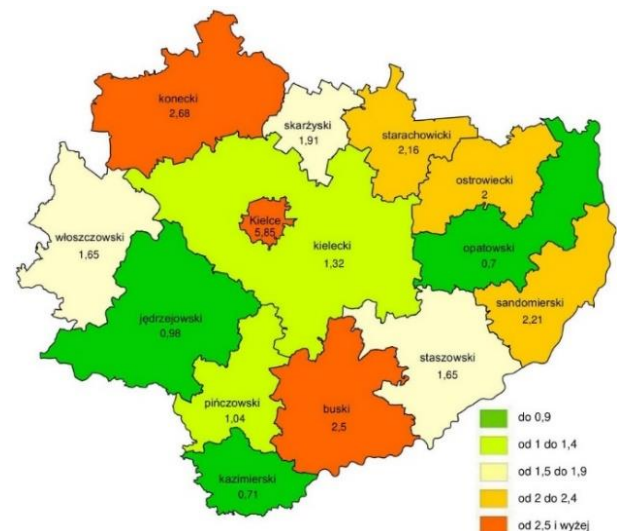 konecki
2,68
skarżyski
1,91
starachowicki
2,16
ostrowiecki
2
Kielce
5,85
kielecki
1,32
włoszczowski
1,65
opatowski
0,7
sandomierski
2,21
jędrzejowski
0,98
staszowski
1,65
pińczowski
1,04
buski
2,5
kazimierski
0,71
do 0,9
od 1 do 1,4
od 1,5 do 1,9
od 2 do 2,4
od 2,5 i wyżej